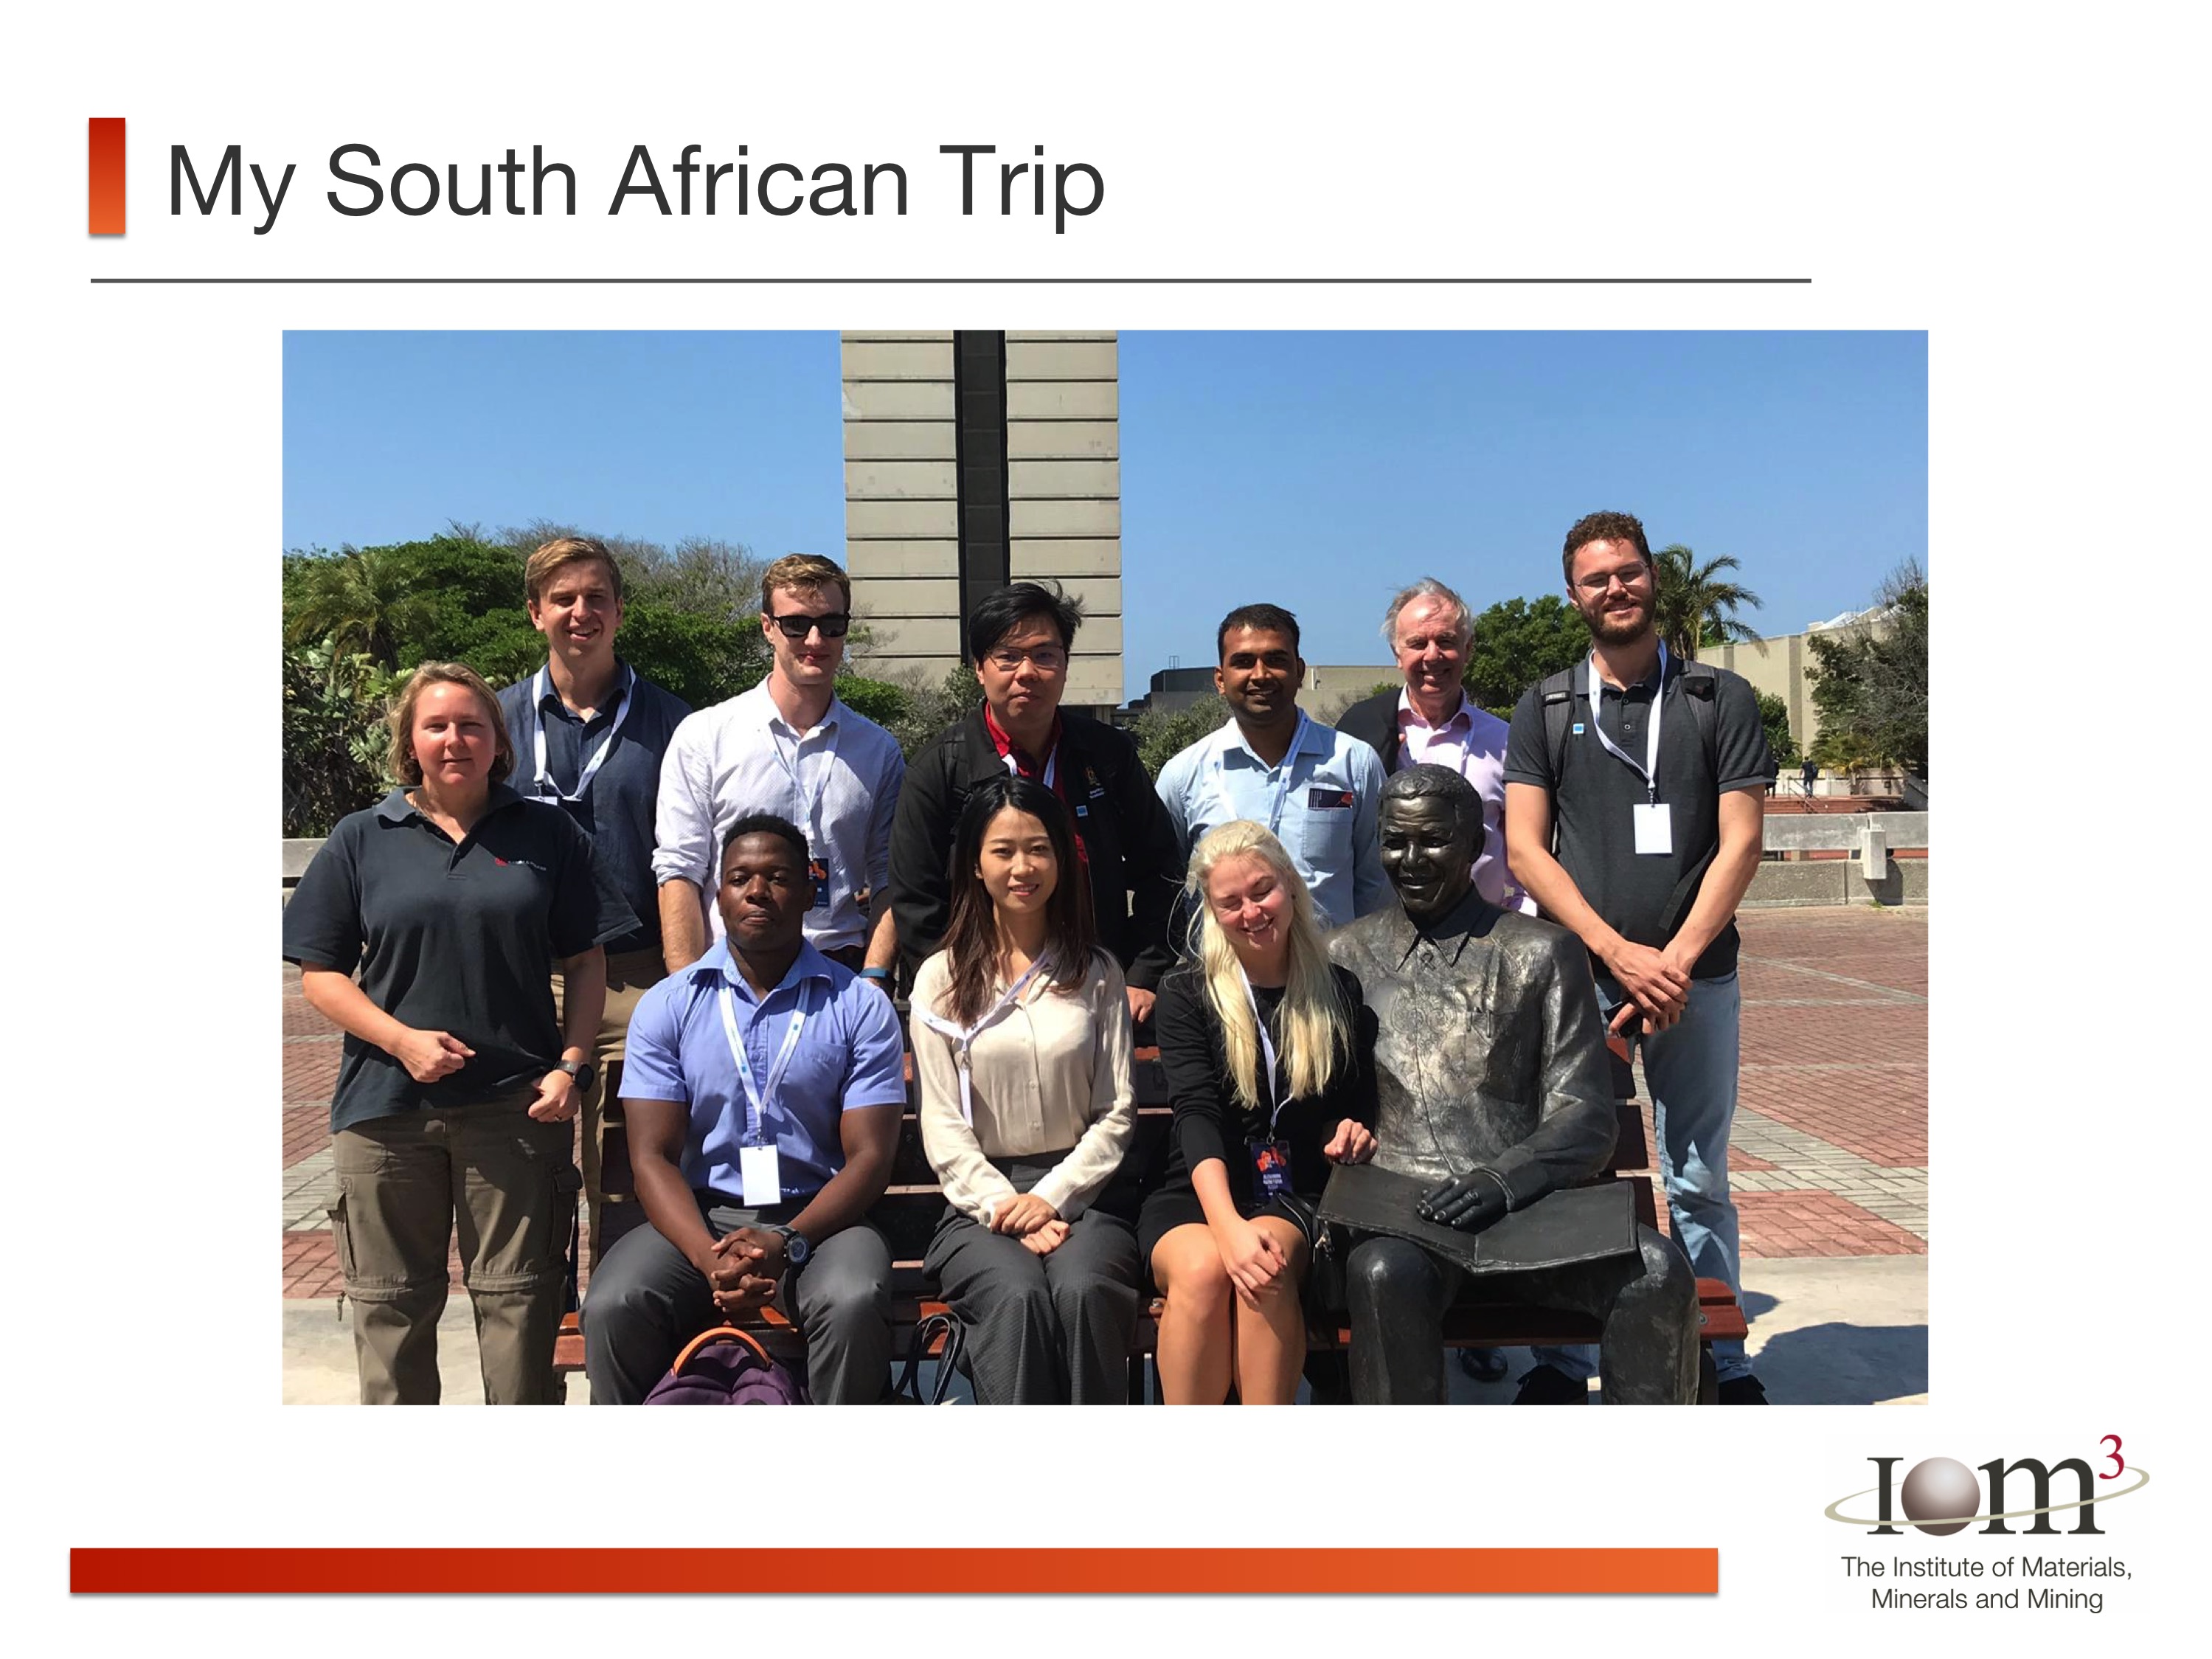 My South African Trip
IOM3
The Institute of Materials,
Minerals and Mining